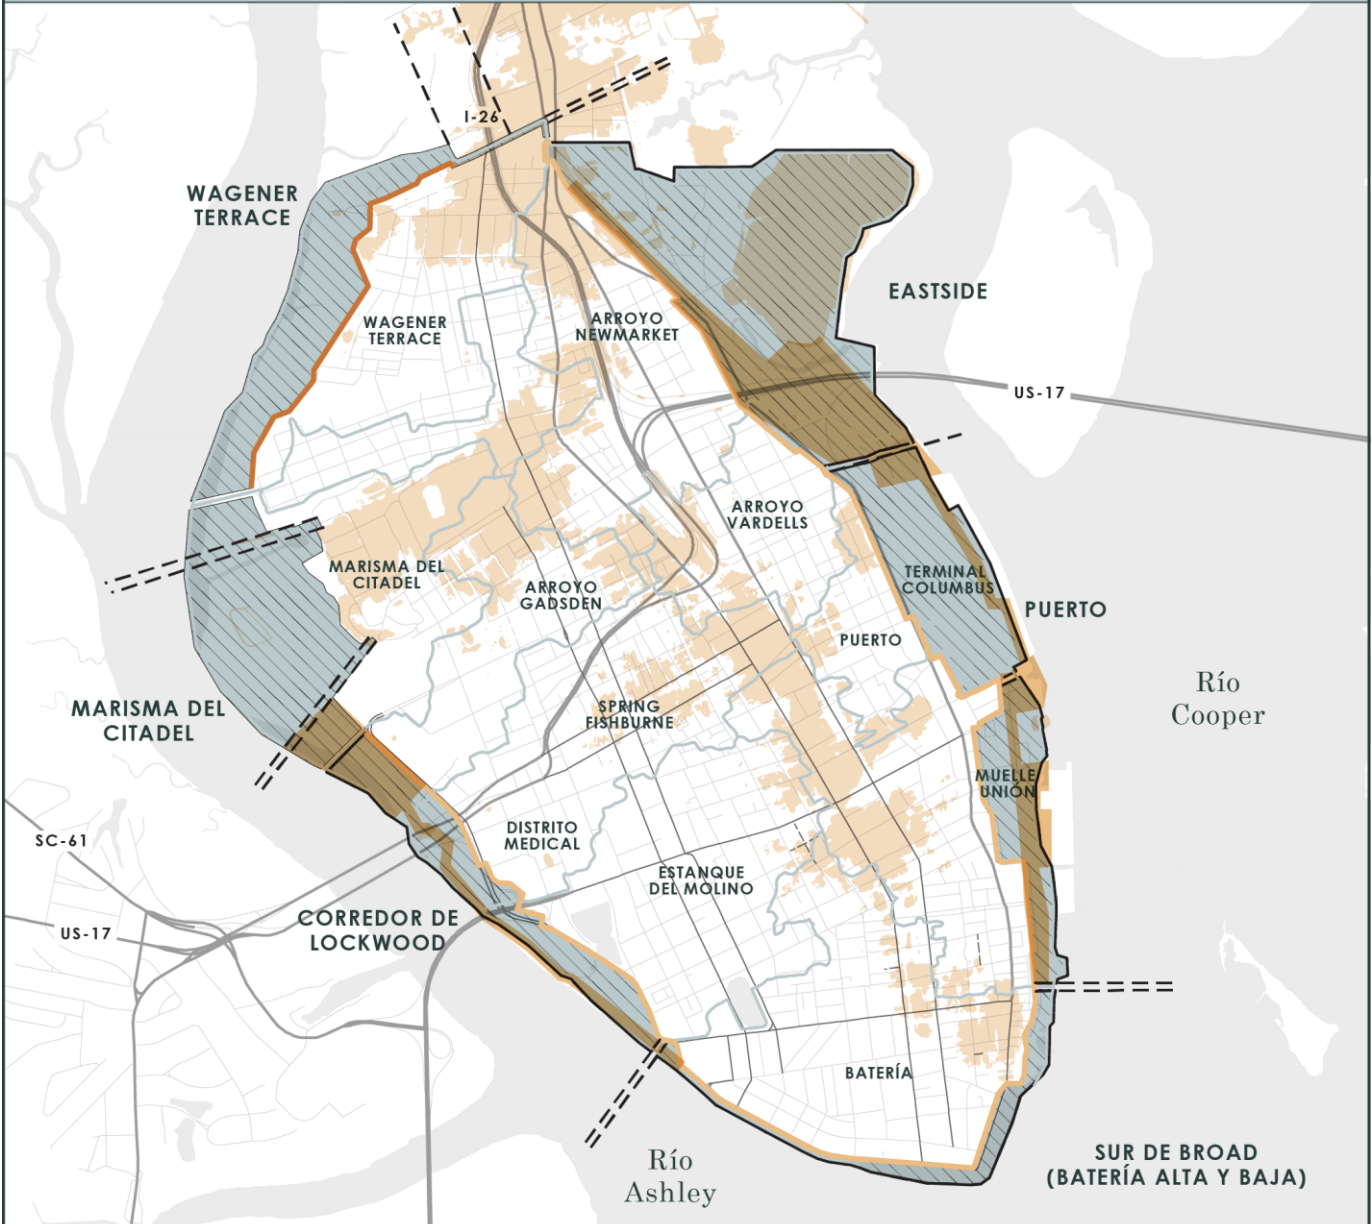 I-26
WAGENER
TERRACE
EASTSIDE
WAGENER
TERRACE
ARROYO
NEWMARKET
US-17
ARROYO
VARDELLS
MARISMA DEL
CITADEL
ARROYO
GADSDEN
TERMINAL
COLUMBUS
PUERTO
PUERTO
Río
Cooper
MARISMA DEL
CITADEL
SPRING
FISHBURNE
MUELLE
UNIÓN
SC-61
DISTRITO
MEDICAL
ESTANQUE
DEL MOLINO
US-17
CORREDOR DE
LOCKWOOD
BATERÍA
Río
Ashley
SUR DE BROAD
(BATERÍA ALTA Y BAJA)